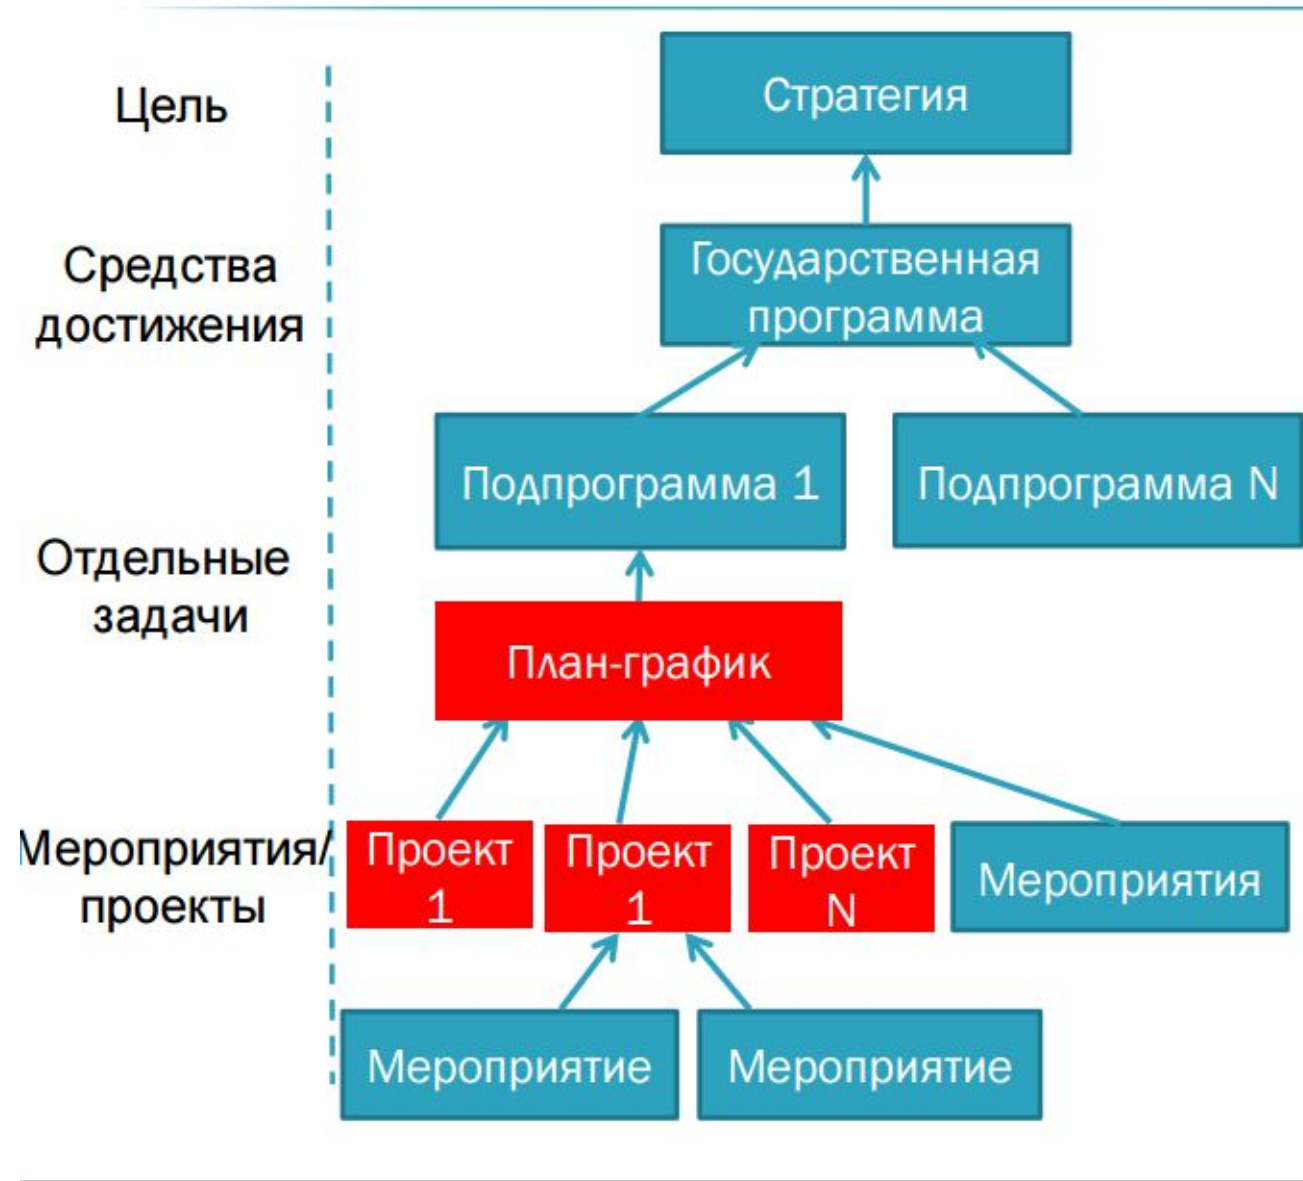 Цель
Стратегия
Средства
достижения
Государственная
программа
Подпрограмма 1
Подпрограмма N
Отдельные
задачи
План-график
Мероприятия/
проекты
Проект
1
Проект
1
Проект
N
Мероприятия
Мероприятие
Мероприятие